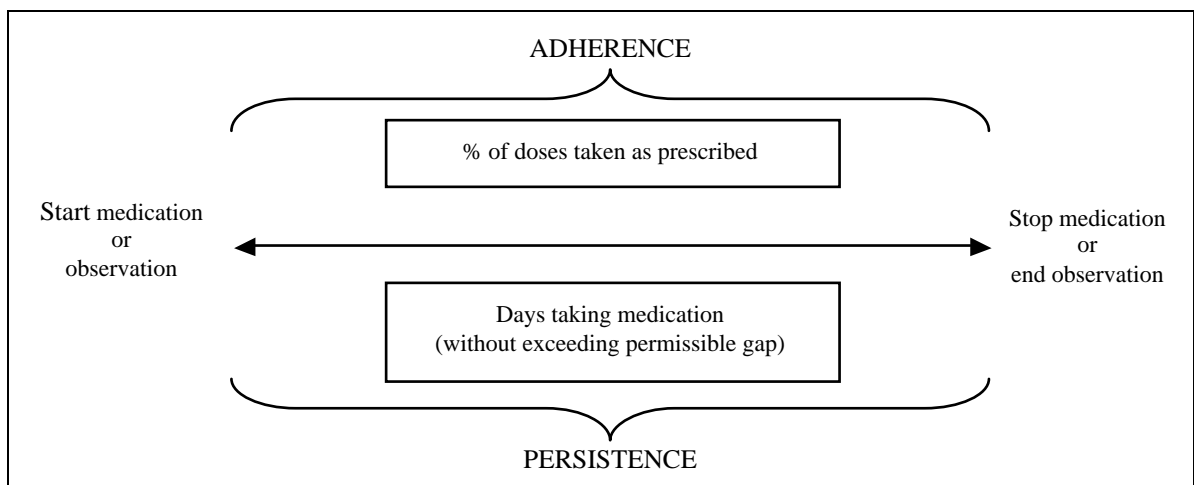 ADHERENCE
% of doses taken as prescribed
Start medication
or
observation
Stop medication
or
end observation
Days taking medication
(without exceeding permissible gap)
PERSISTENCE